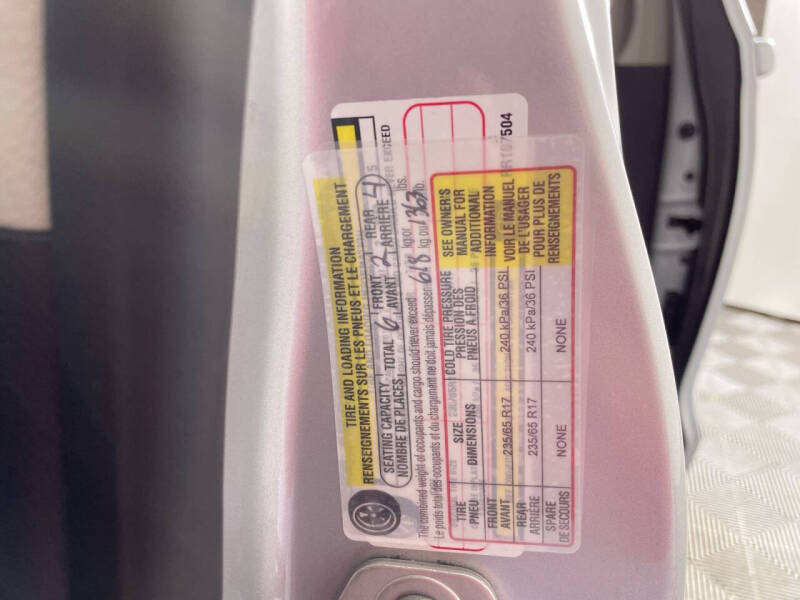 TIRE AND LOADING INFORMATION
RENSEIGNEMENTS SUR LES PNEUS ET LE CHARGEMENT
SEATING CAPACITY TOTAL 6 FRONT 2 REAR 4
NOMBRE DE PLACES AVANT ARRIÈRE
The combined weight of occupants and cargo should never exceed 618 kg or 1363 lbs.
Le poids total des occupants et du chargement ne doit jamais dépasser kg ou lb.
TIRE SIZE COLD TIRE PRESSURE SEE OWNER'S
PNEU DIMENSIONS PRESSION DES MANUAL FOR
PNEUS À FROID ADDITIONAL
INFORMATION
FRONT 235/65 R17 240 kPa/36 PSI VOIR LE MANUEL
AVANT DE L'USAGER
REAR 235/65 R17 240 kPa/36 PSI POUR PLUS DE
ARRIÈRE RENSEIGNEMENTS
SPARE NONE NONE
DE SECOURS
EXCEED
504